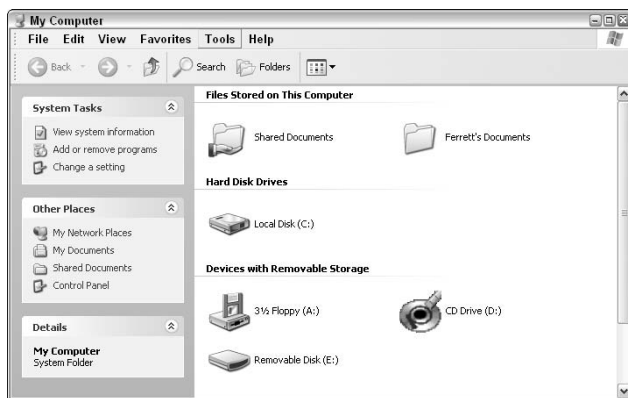 My Computer
File Edit View Favorites Tools Help
Back Search Folders
System Tasks
View system information
Add or remove programs
Change a setting
Other Places
My Network Places
My Documents
Shared Documents
Control Panel
Details
My Computer
System Folder
Files Stored on This Computer
Shared Documents Ferrett's Documents
Hard Disk Drives
Local Disk (C:)
Devices with Removable Storage
3½ Floppy (A:) CD Drive (D:)
Removable Disk (E:)